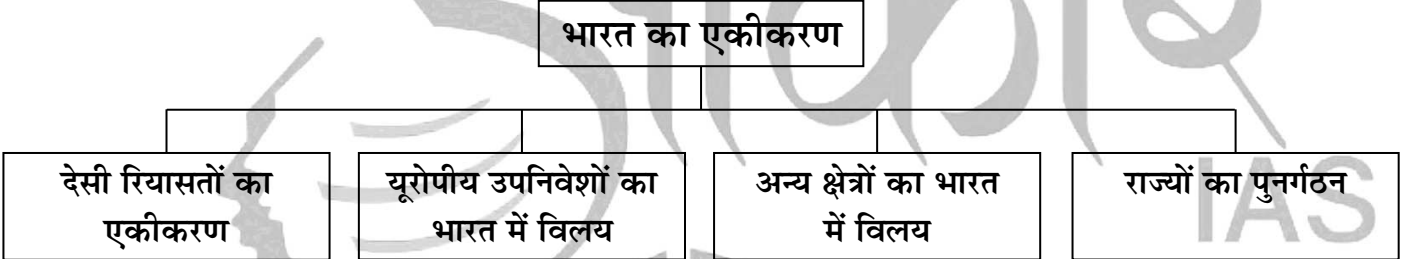 भारत का एकीकरण
देसी रियासतों का
एकीकरण
यूरोपीय उपनिवेशों का
भारत में विलय
अन्य क्षेत्रों का भारत
में विलय
राज्यों का पुनर्गठन
IAS